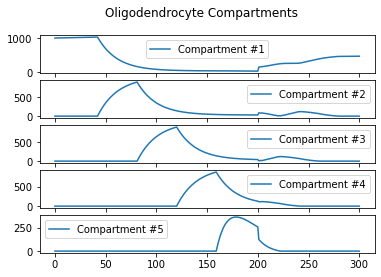 Oligodendrocyte Compartments
1000
Compartment #1
0
500
Compartment #2
0
500
Compartment #3
0
500
Compartment #4
0
250
Compartment #5
0
0 50 100 150 200 250 300